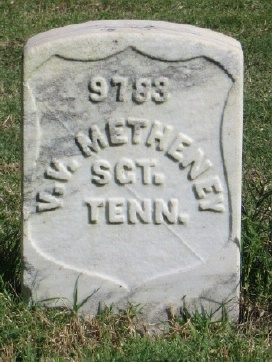 9783
V.V. METHENEY
SGT.
TENN.